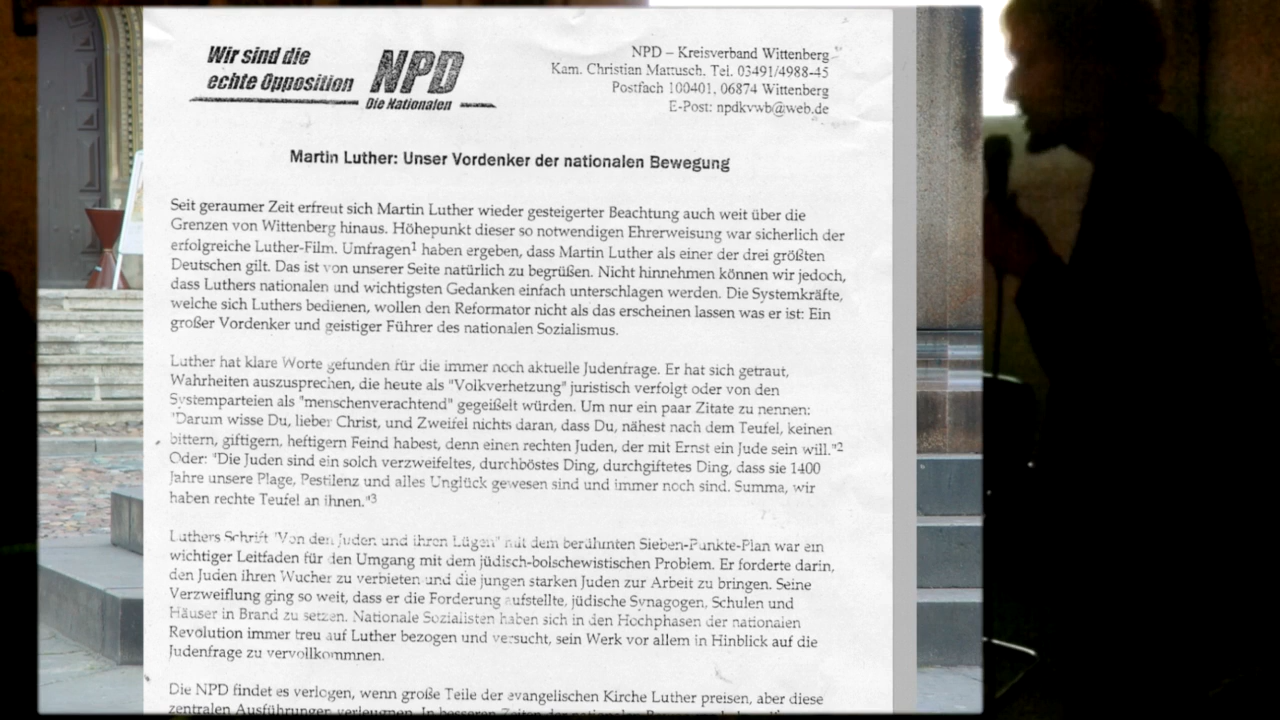 Wir sind die
echte Opposition
NPD
Die Nationalen
NPD – Kreisverband Wittenberg
Kam. Christian Mattusch. Tel. 03491/4988-45
Postfach 100401, 06874 Wittenberg
E-Post: npdkvwb@web.de
Martin Luther: Unser Vordenker der nationalen Bewegung
Seit geraumer Zeit erfreut sich Martin Luther wieder gesteigerter Beachtung auch weit über die
Grenzen von Wittenberg hinaus. Höhepunkt dieser so notwendigen Ehrerweisung war sicherlich der
erfolgreiche Luther-Film. Umfragen¹ haben ergeben, dass Martin Luther als einer der drei größten
Deutschen gilt. Das ist von unserer Seite natürlich zu begrüßen. Nicht hinnehmen können wir jedoch,
dass Luthers nationalen und wichtigsten Gedanken einfach unterschlagen werden. Die Systemkräfte,
welche sich Luthers bedienen, wollen den Reformator nicht als das erscheinen lassen was er ist: Ein
großer Vordenker und geistiger Führer des nationalen Sozialismus.
Luther hat klare Worte gefunden für die immer noch aktuelle Judenfrage. Er hat sich getraut,
Wahrheiten auszusprechen, die heute als "Volkverhetzung" juristisch verfolgt oder von den
Systemparteien als "menschenverachtend" gegeißelt würden. Um nur ein paar Zitate zu nennen:
"Darum wisse Du, lieber Christ, und Zweifel nichts daran, dass Du, nähest nach dem Teufel, keinen
bittern, giftigern, heftigern Feind habest, denn einen rechten Juden, der mit Ernst ein Jude sein will."²
Oder: "Die Juden sind ein solch verzweifeltes, durchböstes Ding, durchgiftetes Ding, dass sie 1400
Jahre unsere Plage, Pestilenz und alles Unglück gewesen sind und immer noch sind. Summa, wir
haben rechte Teufel an ihnen."³
Luthers Schrift "Von den Juden und ihren Lügen" mit dem berühmten Sieben-Punkte-Plan war ein
wichtiger Leitfaden für den Umgang mit dem jüdisch-bolschewistischen Problem. Er forderte darin,
den Juden ihren Wucher zu verbieten und die jungen starken Juden zur Arbeit zu bringen. Seine
Verzweiflung ging so weit, dass er die Forderung aufstellte, jüdische Synagogen, Schulen und
Häuser in Brand zu setzen. Nationale Sozialisten haben sich in den Hochphasen der nationalen
Revolution immer treu auf Luther bezogen und versucht, sein Werk vor allem in Hinblick auf die
Judenfrage zu vervollkommnen.
Die NPD findet es verlogen, wenn große Teile der evangelischen Kirche Luther preisen, aber diese
zentralen Ausführungen verleugnen. In besseren Zeiten der nationalen